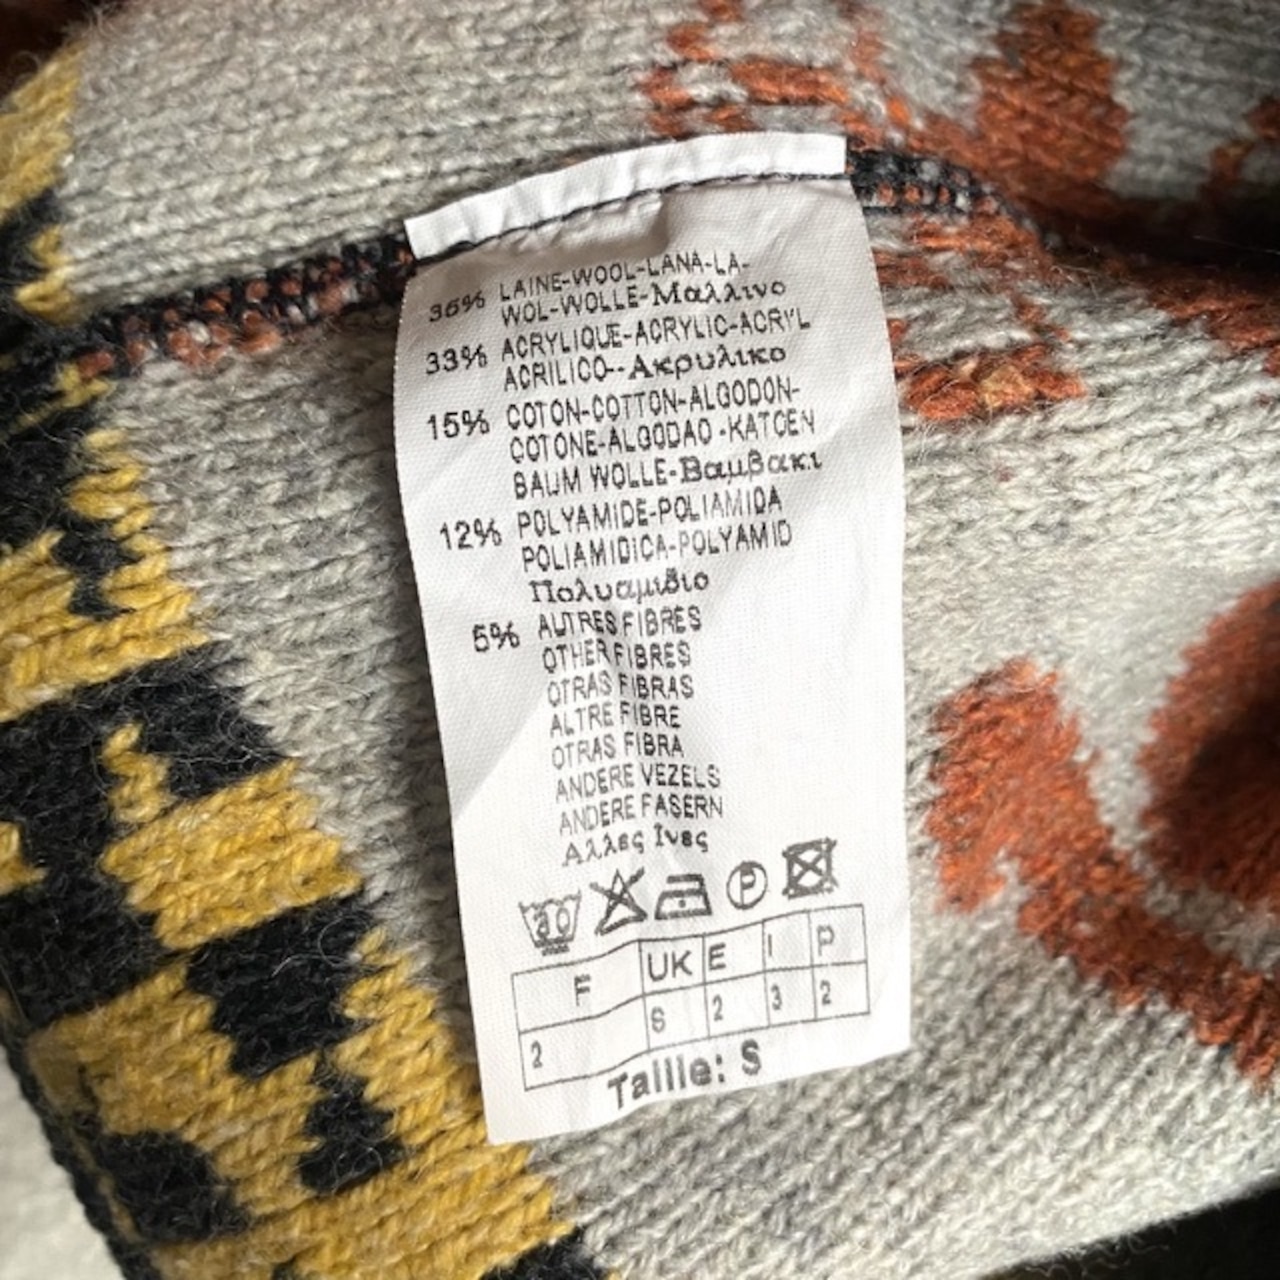 36% LAINE-WOOL-LANA-LA-
WOL-WOLLE-Μαλλινο
33% ACRYLIQUE-ACRYLIC-ACRYL
ACRILICO--Ακρυλικο
15% COTON-COTTON-ALGODON-
COTONE-ALGODAO-KATOEN
BAUM WOLLE-Βαμβακι
12% POLYAMIDE-POLIAMIDA
POLIAMIDICA-POLYAMID
Πολυαμιδιο
5% AUTRES FIBRES
OTHER FIBRES
OTRAS FIBRAS
ALTRE FIBRE
OTRAS FIBRA
ANDERE VEZELS
ANDERE FASERN
Αλλες Ινες
30 P
F UK E I P
2 S 2 3 2
Taille: S